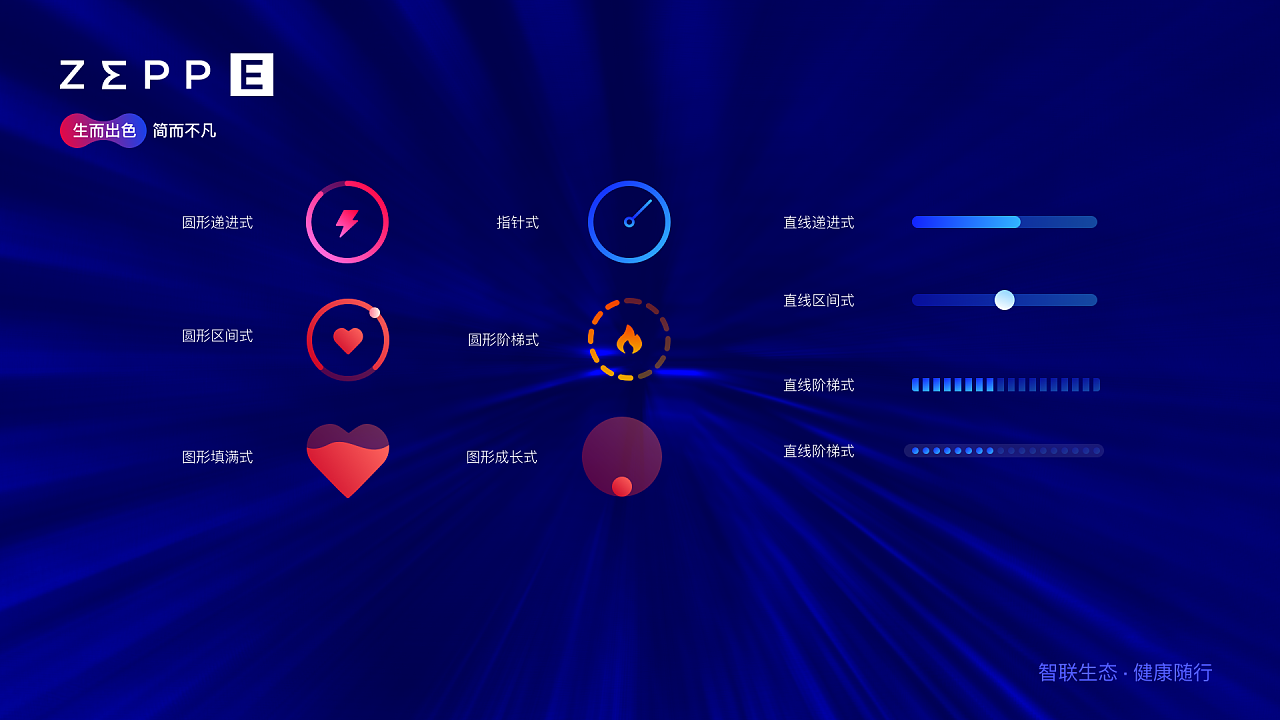 ZEPP E
生而出色 简而不凡
圆形递进式
指针式
直线递进式
直线区间式
圆形区间式
圆形阶梯式
直线阶梯式
图形填满式
图形成长式
直线阶梯式
智联生态 · 健康随行